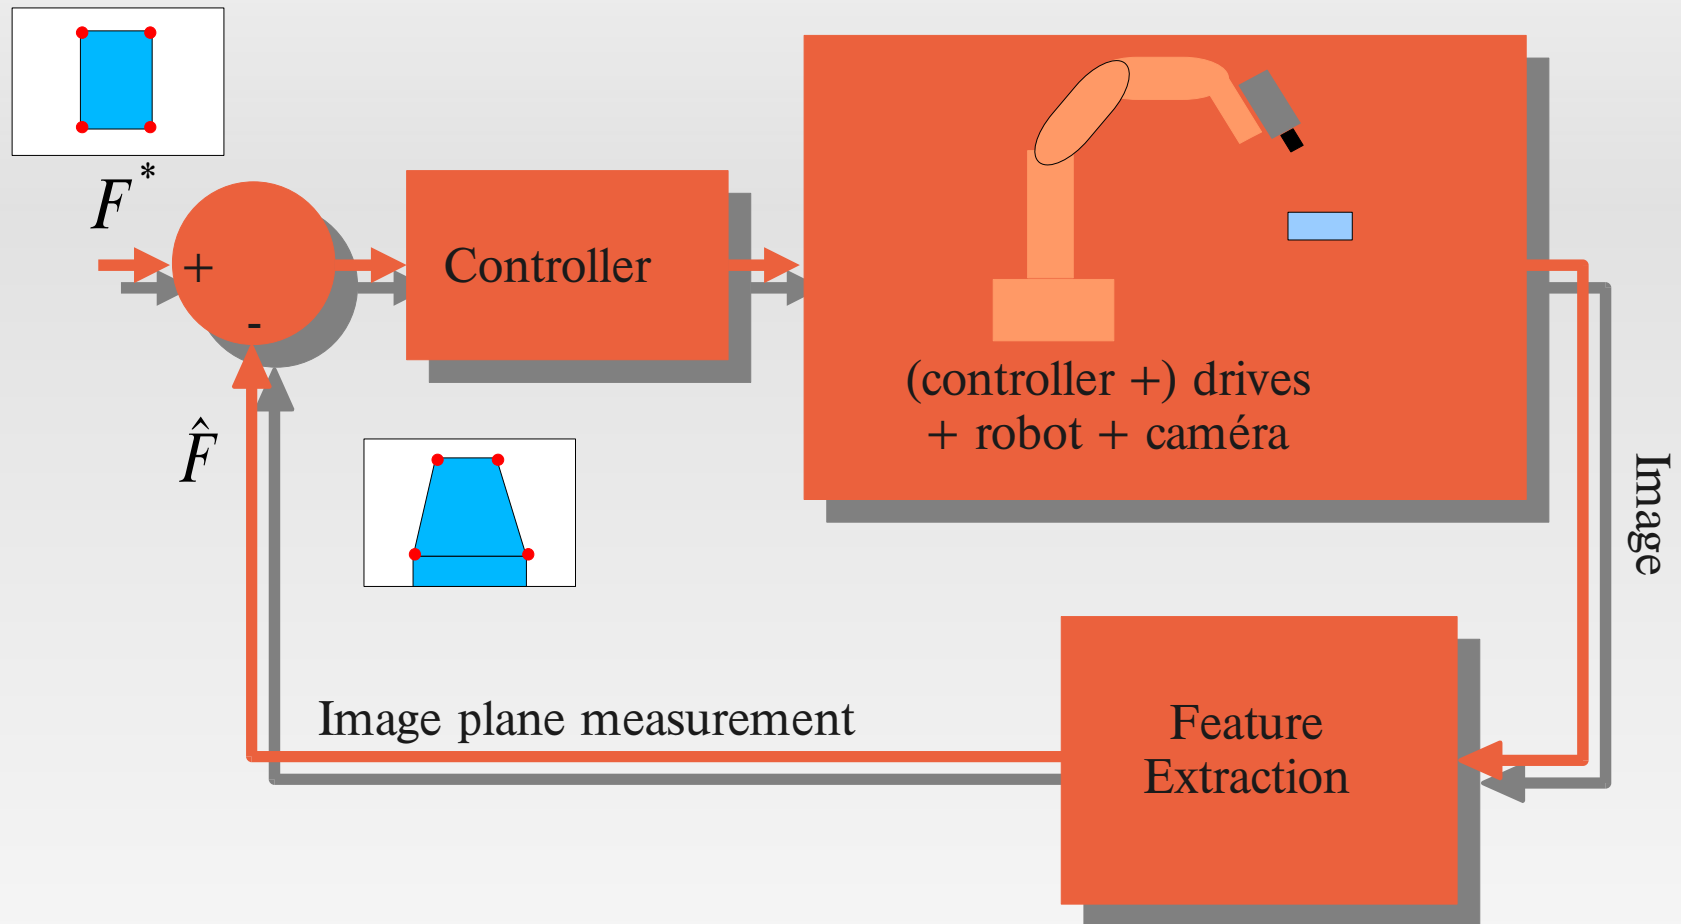 F*
+
-
Controller
(controller +) drives
+ robot + caméra
F̂
Image
Image plane measurement
Feature
Extraction